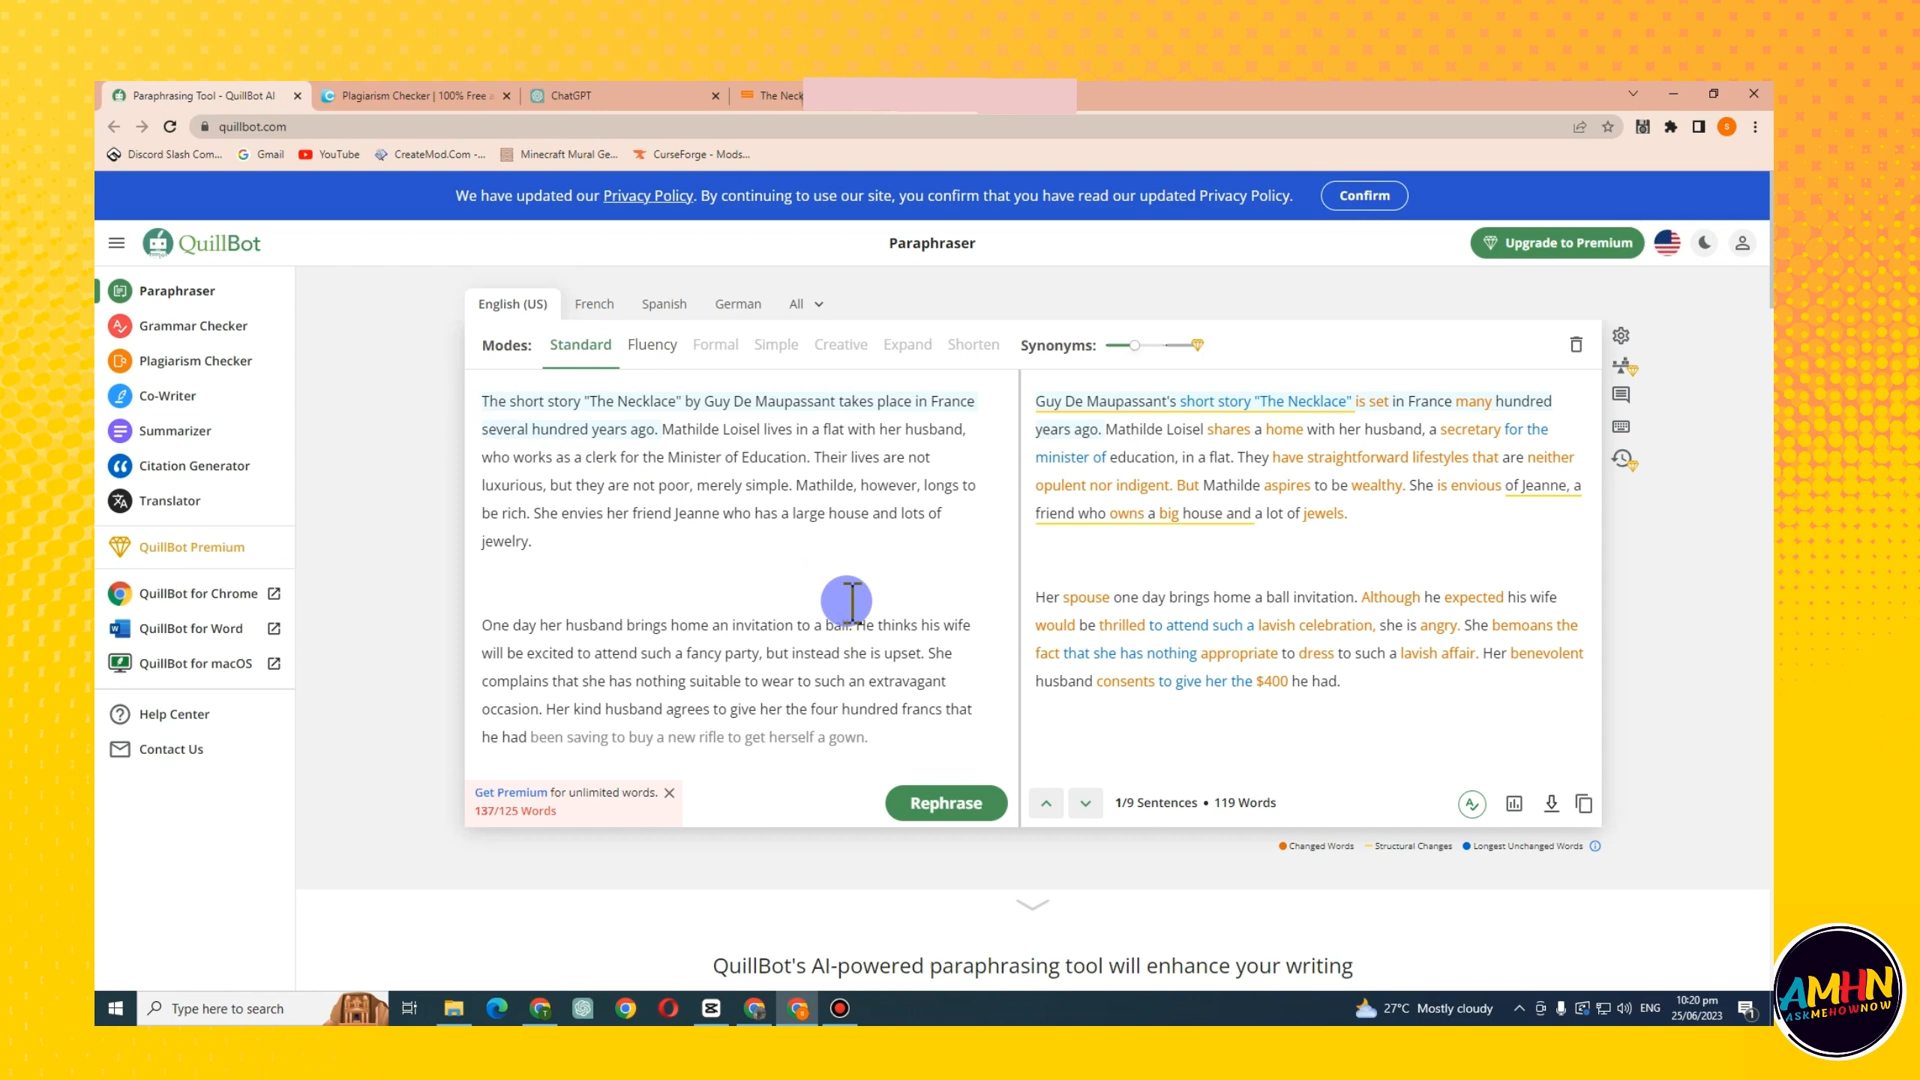 Paraphrasing Tool - QuillBot AI
Plagiarism Checker | 100% Free
ChatGPT
The Neck
quillbot.com
Discord Slash Com...
Gmail
YouTube
CreateMod.Com -...
Minecraft Mural Ge...
CurseForge - Mods...
We have updated our Privacy Policy. By continuing to use our site, you confirm that you have read our updated Privacy Policy.
Confirm
QuillBot
Paraphraser
Upgrade to Premium
Paraphraser
Grammar Checker
Plagiarism Checker
Co-Writer
Summarizer
Citation Generator
Translator
QuillBot Premium
QuillBot for Chrome
QuillBot for Word
QuillBot for macOS
Help Center
Contact Us
English (US)
French
Spanish
German
All
Modes:
Standard
Fluency
Formal
Simple
Creative
Expand
Shorten
Synonyms:
The short story "The Necklace" by Guy De Maupassant takes place in France
several hundred years ago. Mathilde Loisel lives in a flat with her husband,
who works as a clerk for the Minister of Education. Their lives are not
luxurious, but they are not poor, merely simple. Mathilde, however, longs to
be rich. She envies her friend Jeanne who has a large house and lots of
jewelry.
One day her husband brings home an invitation to a ball. He thinks his wife
will be excited to attend such a fancy party, but instead she is upset. She
complains that she has nothing suitable to wear to such an extravagant
occasion. Her kind husband agrees to give her the four hundred francs that
he had been saving to buy a new rifle to get herself a gown.
Get Premium for unlimited words.
137/125 Words
Rephrase
Guy De Maupassant's short story "The Necklace" is set in France many hundred
years ago. Mathilde Loisel shares a home with her husband, a secretary for the
minister of education, in a flat. They have straightforward lifestyles that are neither
opulent nor indigent. But Mathilde aspires to be wealthy. She is envious of Jeanne, a
friend who owns a big house and a lot of jewels.
Her spouse one day brings home a ball invitation. Although he expected his wife
would be thrilled to attend such a lavish celebration, she is angry. She bemoans the
fact that she has nothing appropriate to dress to such a lavish affair. Her benevolent
husband consents to give her the $400 he had.
1/9 Sentences • 119 Words
Changed Words
Structural Changes
Longest Unchanged Words
QuillBot's AI-powered paraphrasing tool will enhance your writing
Type here to search
27°C Mostly cloudy
ENG
10:20 pm
25/06/2023
AMHN
ASKMEHOWNOW